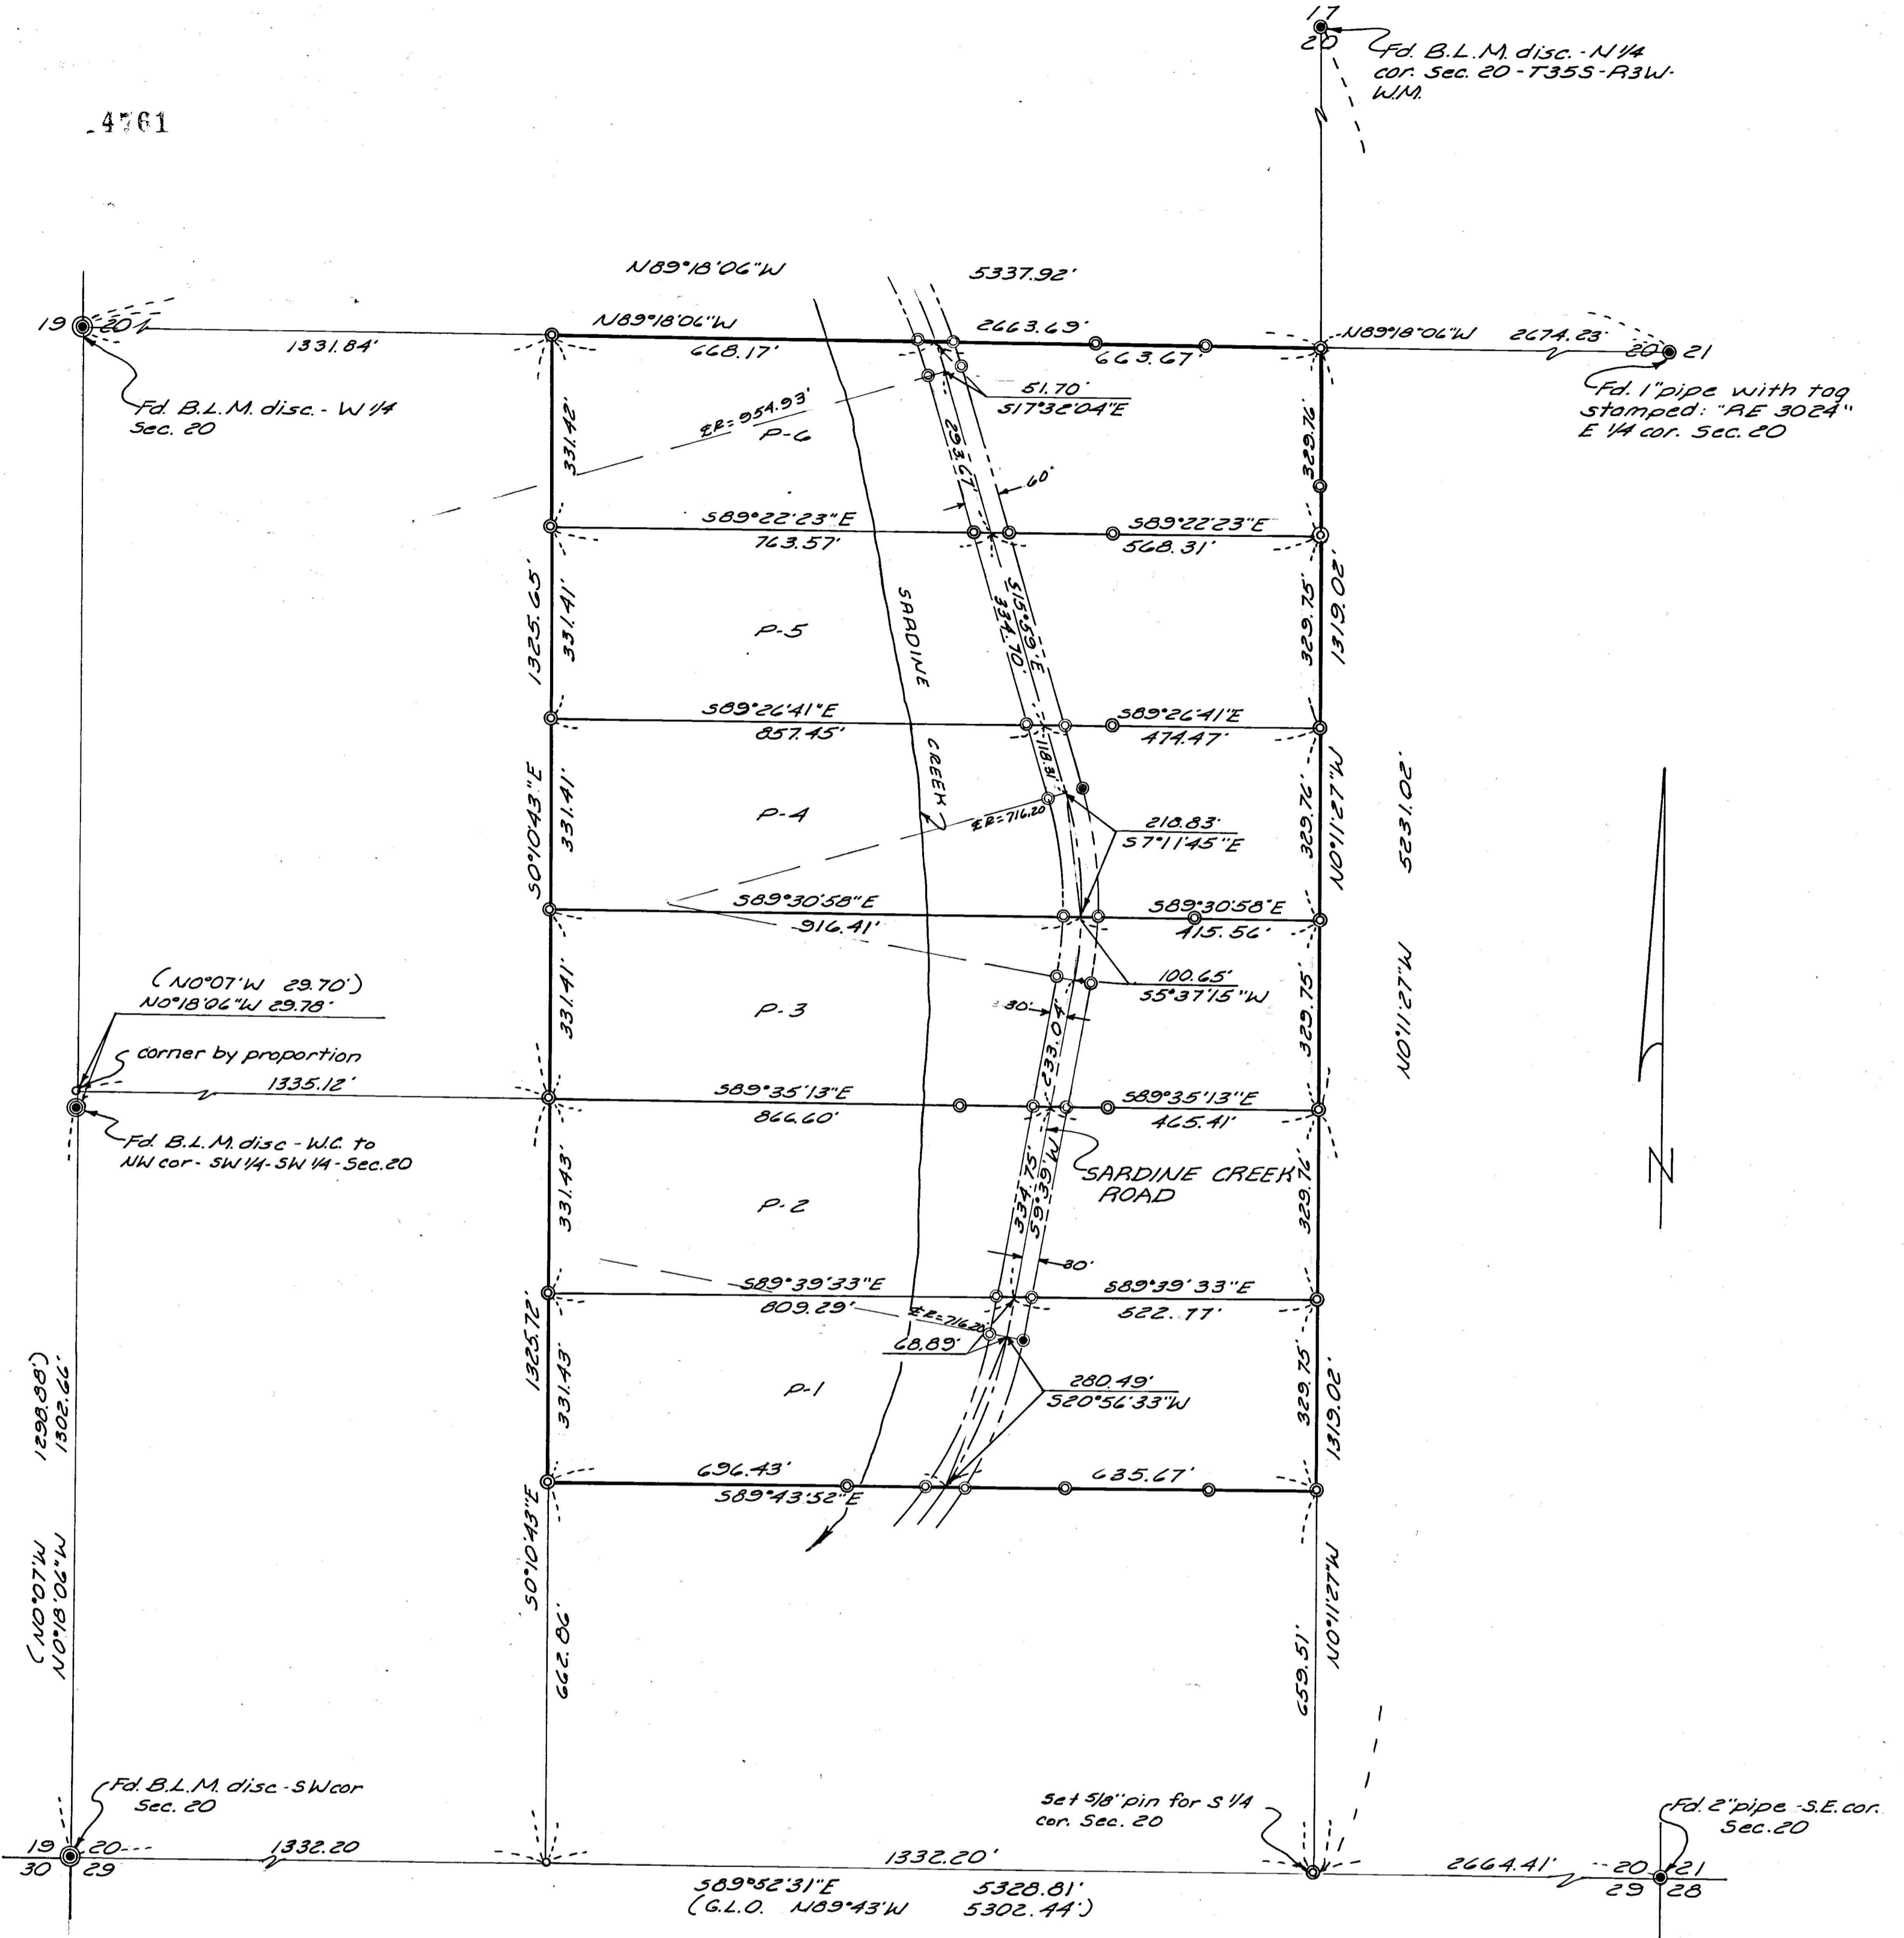 17
20
Fd. B.L.M. disc. - N 1/4
cor. Sec. 20 - T35S - R3W-
W.M.
4761
N89°18'06"W 5337.92'
19 20
1331.84'
N89°18'06"W 2663.69'
668.17' 663.67'
N89°18'06"W 2674.23'
20 21
Fd. B.L.M. disc. - W 1/4
Sec. 20
Fd. 1" pipe with tag
stamped: "RE 3024"
E 1/4 cor. Sec. 20
51.70'
S17°32'04"E
₵R=954.93'
P-6
331.42'
293.67'
60'
329.76'
S89°22'23"E
763.57'
S89°22'23"E
568.31'
1325.65'
331.41'
P-5
SARDINE
CREEK
S15°59'E
334.70'
329.75'
1319.02'
S89°26'41"E
857.45'
S89°26'41"E
474.47'
S0°10'43"E
331.41'
P-4
118.31'
₵R=716.20'
218.83'
S7°11'45"E
329.76'
N0°11'27"W
5231.02'
N0°11'27"W
S89°30'58"E
916.41'
S89°30'58"E
415.56'
100.65'
S5°37'15"W
(N0°07'W 29.70')
N0°18'06"W 29.78'
corner by proportion
1335.12'
331.41'
P-3
30'
233.04'
329.75'
S89°35'13"E
866.60'
S89°35'13"E
465.41'
Fd. B.L.M. disc - W.C. to
NW cor - SW 1/4 - SW 1/4 - Sec. 20
331.43'
P-2
334.75'
S9°39'W
SARDINE CREEK
ROAD
30'
329.76'
N
S89°39'33"E
809.29'
S89°39'33"E
522.77'
₵R=716.20'
68.89'
1325.72'
331.43'
P-1
280.49'
S20°56'33"W
329.75'
1319.02'
1298.88')
1302.66'
696.43'
S89°43'52"E
635.67'
(N0°07'W
N0°18'06"W
S0°10'43"E
662.86'
659.51'
N0°11'27"W
Fd. B.L.M. disc - SW cor
Sec. 20
Set 5/8" pin for S 1/4
cor. Sec. 20
Fd. 2" pipe - S.E. cor.
Sec. 20
19 20
30 29
1332.20
1332.20'
2664.41'
20 21
29 28
S89°52'31"E 5328.81'
(G.L.O. N89°43'W 5302.44')